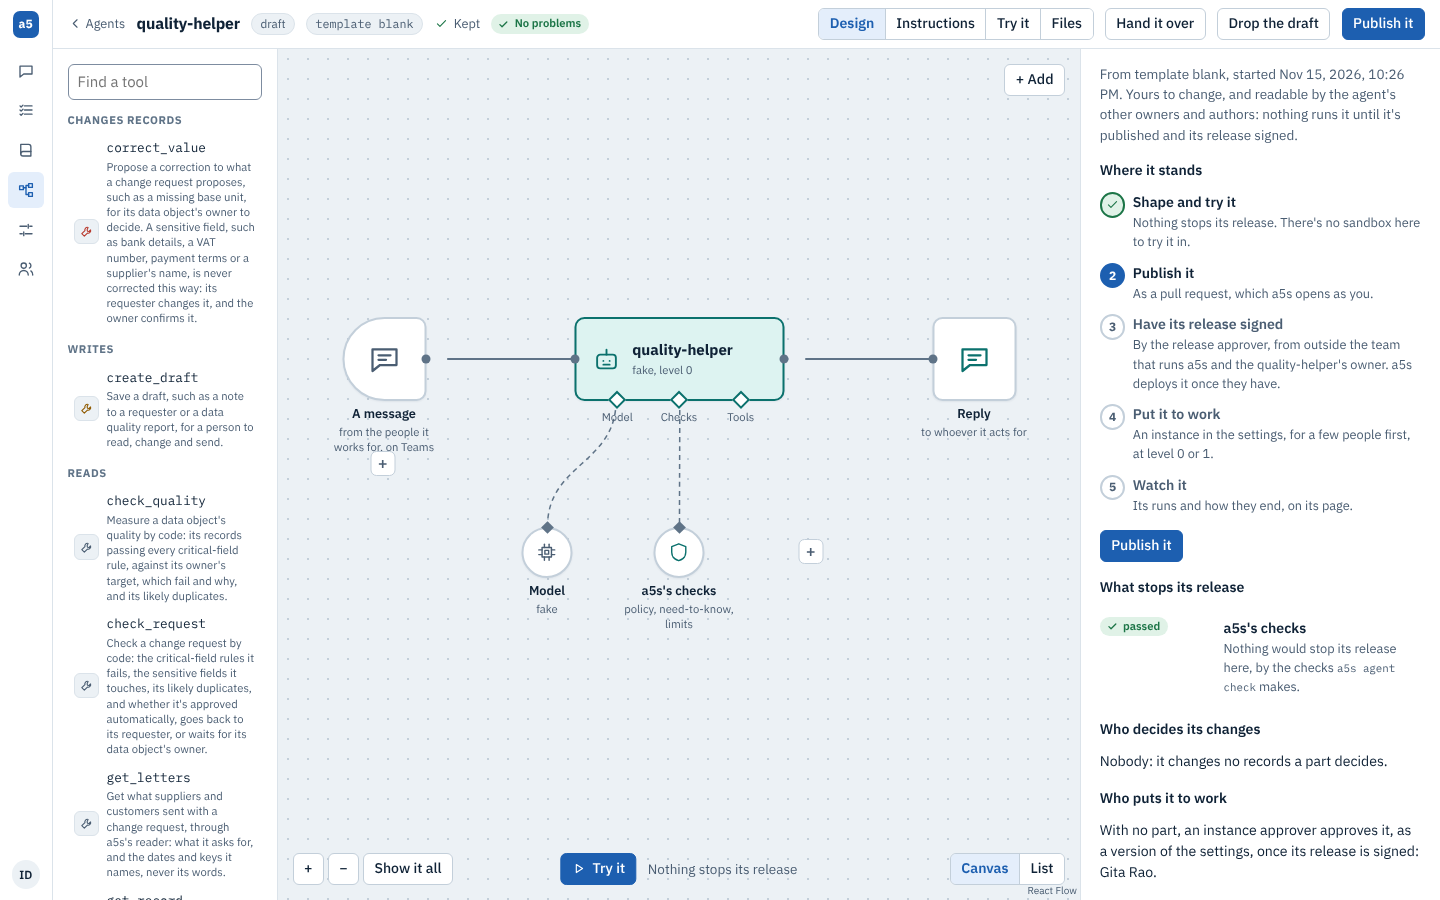 a5
Agents
quality-helper
draft
template blank
Kept
No problems
Design
Instructions
Try it
Files
Hand it over
Drop the draft
Publish it
Find a tool
CHANGES RECORDS
correct_value
Propose a correction to what
a change request proposes,
such as a missing base unit,
for its data object's owner to
decide. A sensitive field, such
as bank details, a VAT
number, payment terms or a
supplier's name, is never
corrected this way: its
requester changes it, and the
owner confirms it.
WRITES
create_draft
Save a draft, such as a note
to a requester or a data
quality report, for a person to
read, change and send.
READS
check_quality
Measure a data object's
quality by code: its records
passing every critical-field
rule, against its owner's
target, which fail and why,
and its likely duplicates.
check_request
Check a change request by
code: the critical-field rules it
fails, the sensitive fields it
touches, its likely duplicates,
and whether it's approved
automatically, goes back to
its requester, or waits for its
data object's owner.
get_letters
Get what suppliers and
customers sent with a
change request, through
a5s's reader: what it asks for,
and the dates and keys it
names, never its words.
get_record
ID
+ Add
A message
from the people it
works for, on Teams
+
quality-helper
fake, level 0
Model
Checks
Tools
Reply
to whoever it acts for
Model
fake
a5s's checks
policy, need-to-know,
limits
+
+
−
Show it all
Try it
Nothing stops its release
Canvas
List
React Flow
From template blank, started Nov 15, 2026, 10:26
PM. Yours to change, and readable by the agent's
other owners and authors: nothing runs it until it's
published and its release signed.
Where it stands
Shape and try it
Nothing stops its release. There's no sandbox here
to try it in.
2
Publish it
As a pull request, which a5s opens as you.
3
Have its release signed
By the release approver, from outside the team
that runs a5s and the quality-helper's owner. a5s
deploys it once they have.
4
Put it to work
An instance in the settings, for a few people first,
at level 0 or 1.
5
Watch it
Its runs and how they end, on its page.
Publish it
What stops its release
passed
a5s's checks
Nothing would stop its release
here, by the checks a5s agent
check makes.
Who decides its changes
Nobody: it changes no records a part decides.
Who puts it to work
With no part, an instance approver approves it, as
a version of the settings, once its release is signed:
Gita Rao.